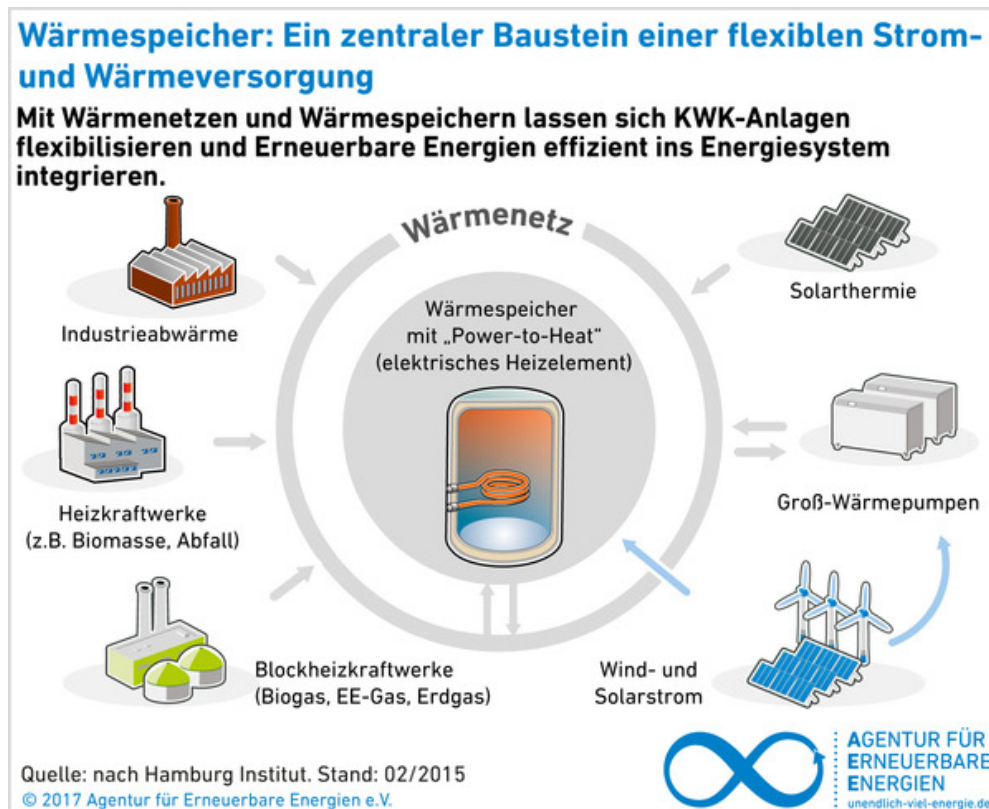 Wärmespeicher: Ein zentraler Baustein einer flexiblen Strom-
und Wärmeversorgung
Mit Wärmenetzen und Wärmespeichern lassen sich KWK-Anlagen
flexibilisieren und Erneuerbare Energien effizient ins Energiesystem
integrieren.
Wärmenetz
Industrieabwärme
Solarthermie
Wärmespeicher
mit „Power-to-Heat“
(elektrisches Heizelement)
Heizkraftwerke
(z.B. Biomasse, Abfall)
Groß-Wärmepumpen
Blockheizkraftwerke
(Biogas, EE-Gas, Erdgas)
Wind- und
Solarstrom
Quelle: nach Hamburg Institut. Stand: 02/2015
© 2017 Agentur für Erneuerbare Energien e.V.
AGENTUR FÜR
ERNEUERBARE
ENERGIEN
unendlich-viel-energie.de